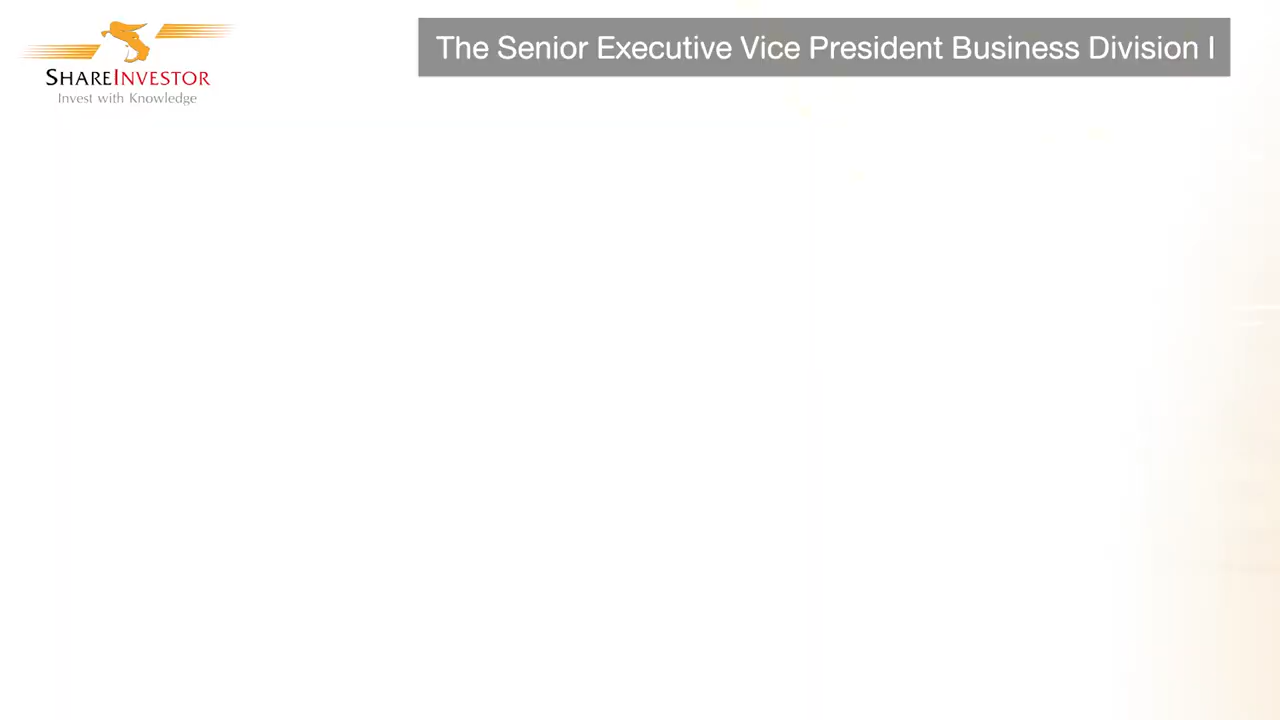 The Senior Executive Vice President Business Division I
SHAREINVESTOR
Invest with Knowledge